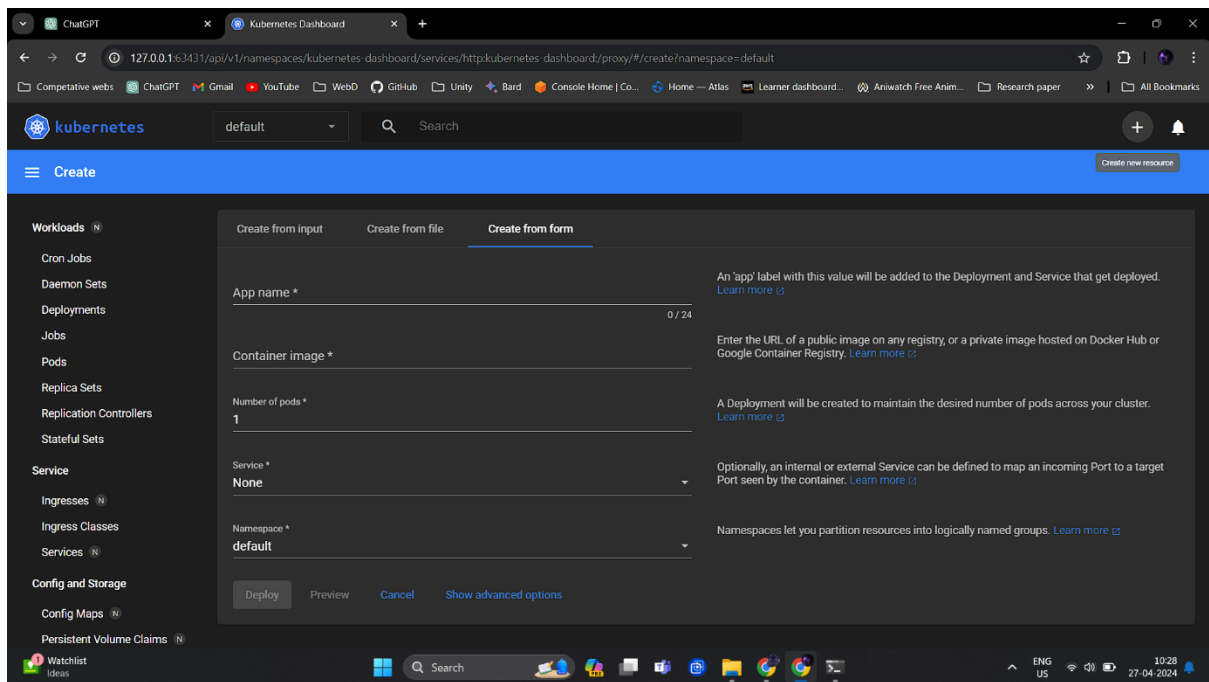 ChatGPT
Kubernetes Dashboard
127.0.0.1:63431/api/v1/namespaces/kubernetes-dashboard/services/http:kubernetes-dashboard:/proxy/#/create?namespace=default
Competative webs ChatGPT Gmail YouTube WebD GitHub Unity Bard Console Home | Co... Home — Atlas Learner dashboard... Aniwatch Free Anim... Research paper » All Bookmarks
kubernetes default Search
Create
Create new resource
Workloads N
Cron Jobs
Daemon Sets
Deployments
Jobs
Pods
Replica Sets
Replication Controllers
Stateful Sets
Service
Ingresses N
Ingress Classes
Services N
Config and Storage
Config Maps N
Persistent Volume Claims N
Create from input Create from file Create from form
App name *
0 / 24
An 'app' label with this value will be added to the Deployment and Service that get deployed.
Learn more
Container image *
Enter the URL of a public image on any registry, or a private image hosted on Docker Hub or
Google Container Registry. Learn more
Number of pods *
1
A Deployment will be created to maintain the desired number of pods across your cluster.
Learn more
Service *
None
Optionally, an internal or external Service can be defined to map an incoming Port to a target
Port seen by the container. Learn more
Namespace *
default
Namespaces let you partition resources into logically named groups. Learn more
Deploy Preview Cancel Show advanced options
1
Watchlist
Ideas
Search
ENG
US
10:28
27-04-2024